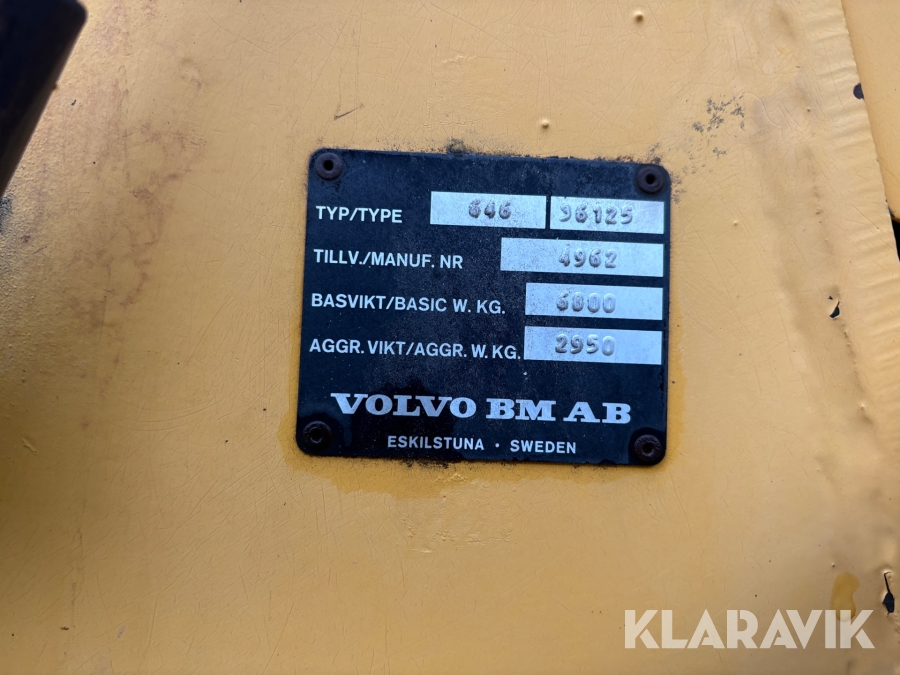 TYP/TYPE 646 96125
TILLV./MANUF. NR 4962
BASVIKT/BASIC W. KG. 6800
AGGR. VIKT/AGGR. W. KG. 2950
VOLVO BM AB
ESKILSTUNA · SWEDEN
KLARAVIK